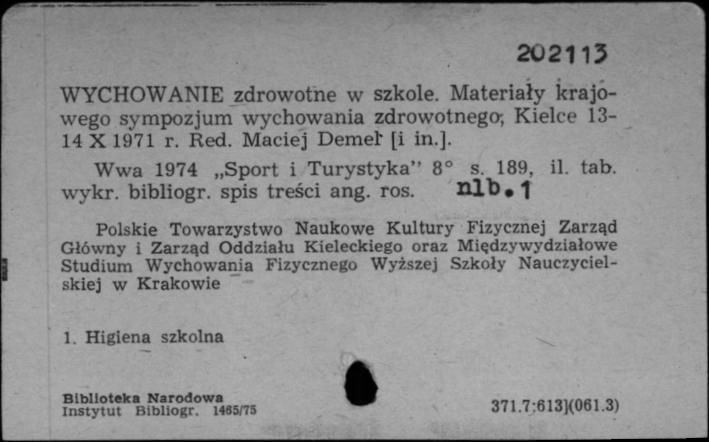 202113
WYCHOWANIE zdrowotne w szkole. Materiały krajo-
wego sympozjum wychowania zdrowotnego, Kielce 13-
14 X 1971 r. Red. Maciej Demel [i in.].
Wwa 1974 „Sport i Turystyka” 8° s. 189, il. tab.
wykr. bibliogr. spis treści ang. ros. nlb. 1
Polskie Towarzystwo Naukowe Kultury Fizycznej Zarząd
Główny i Zarząd Oddziału Kieleckiego oraz Międzywydziałowe
Studium Wychowania Fizycznego Wyższej Szkoły Nauczyciel-
skiej w Krakowie
1. Higiena szkolna
Biblioteka Narodowa
Instytut Bibliogr. 1465/75
371.7:613](061.3)